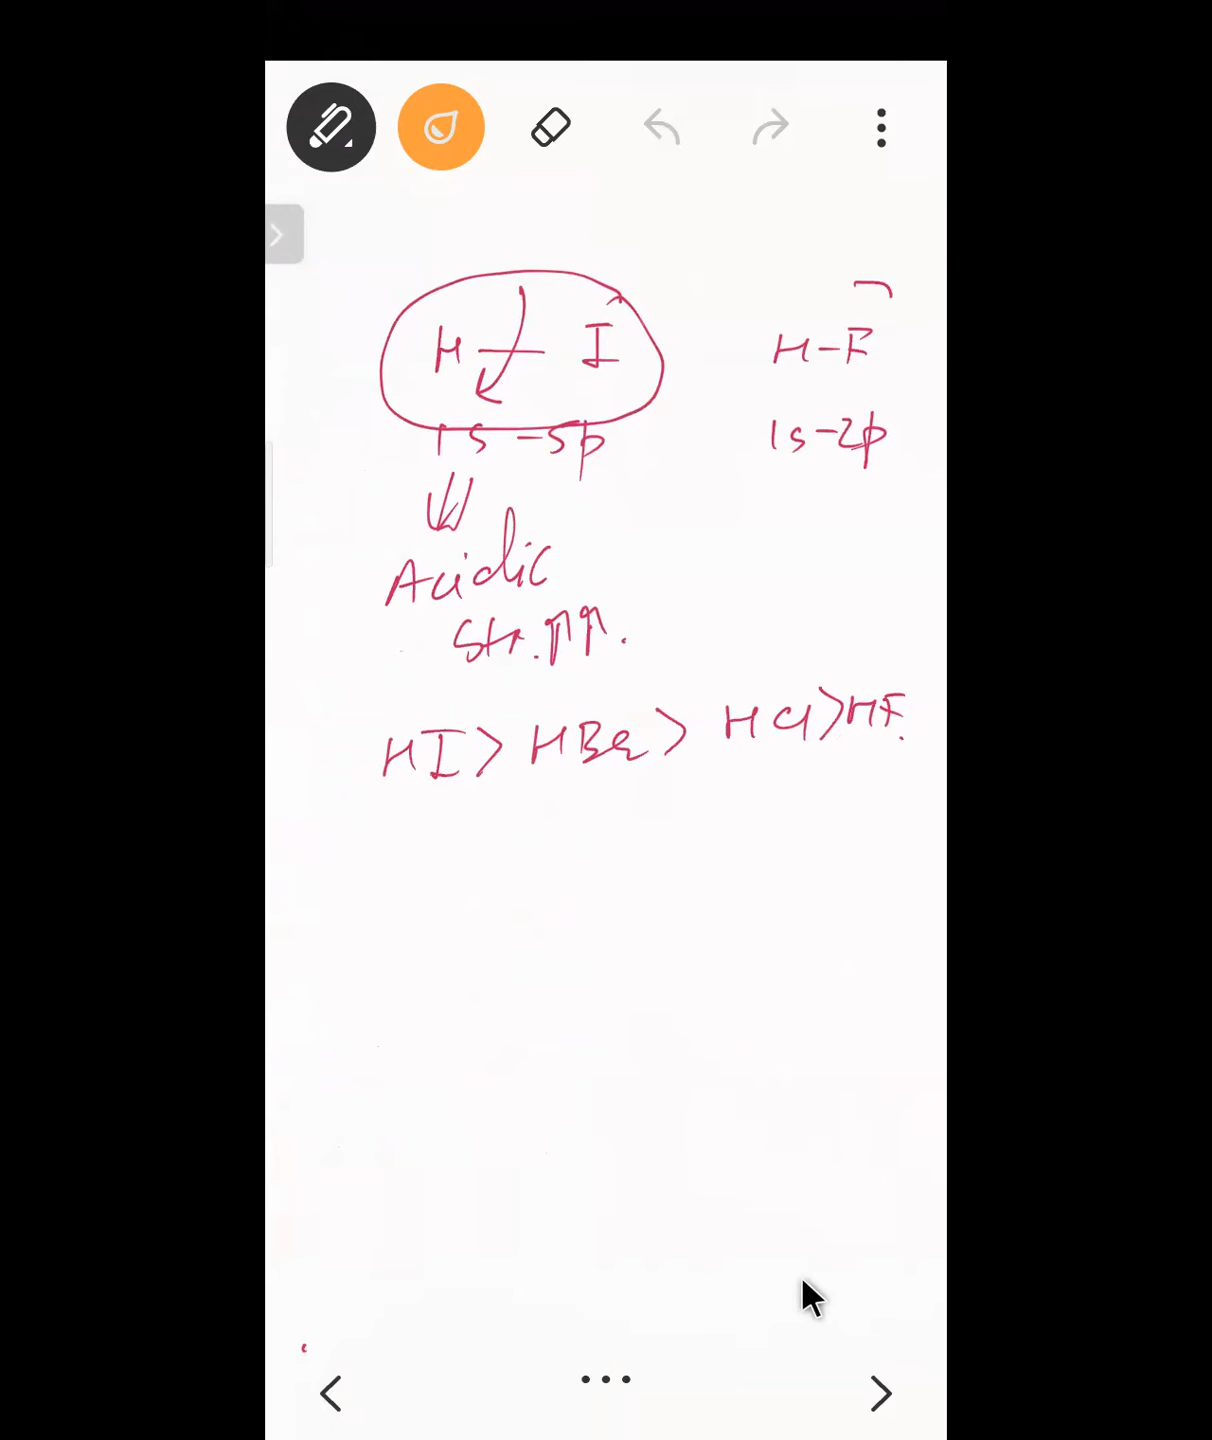 H – I H – F
1s – 5p 1s – 2p
Acidic
Str. ↑↑.
HI > HBr > HCl > HF.